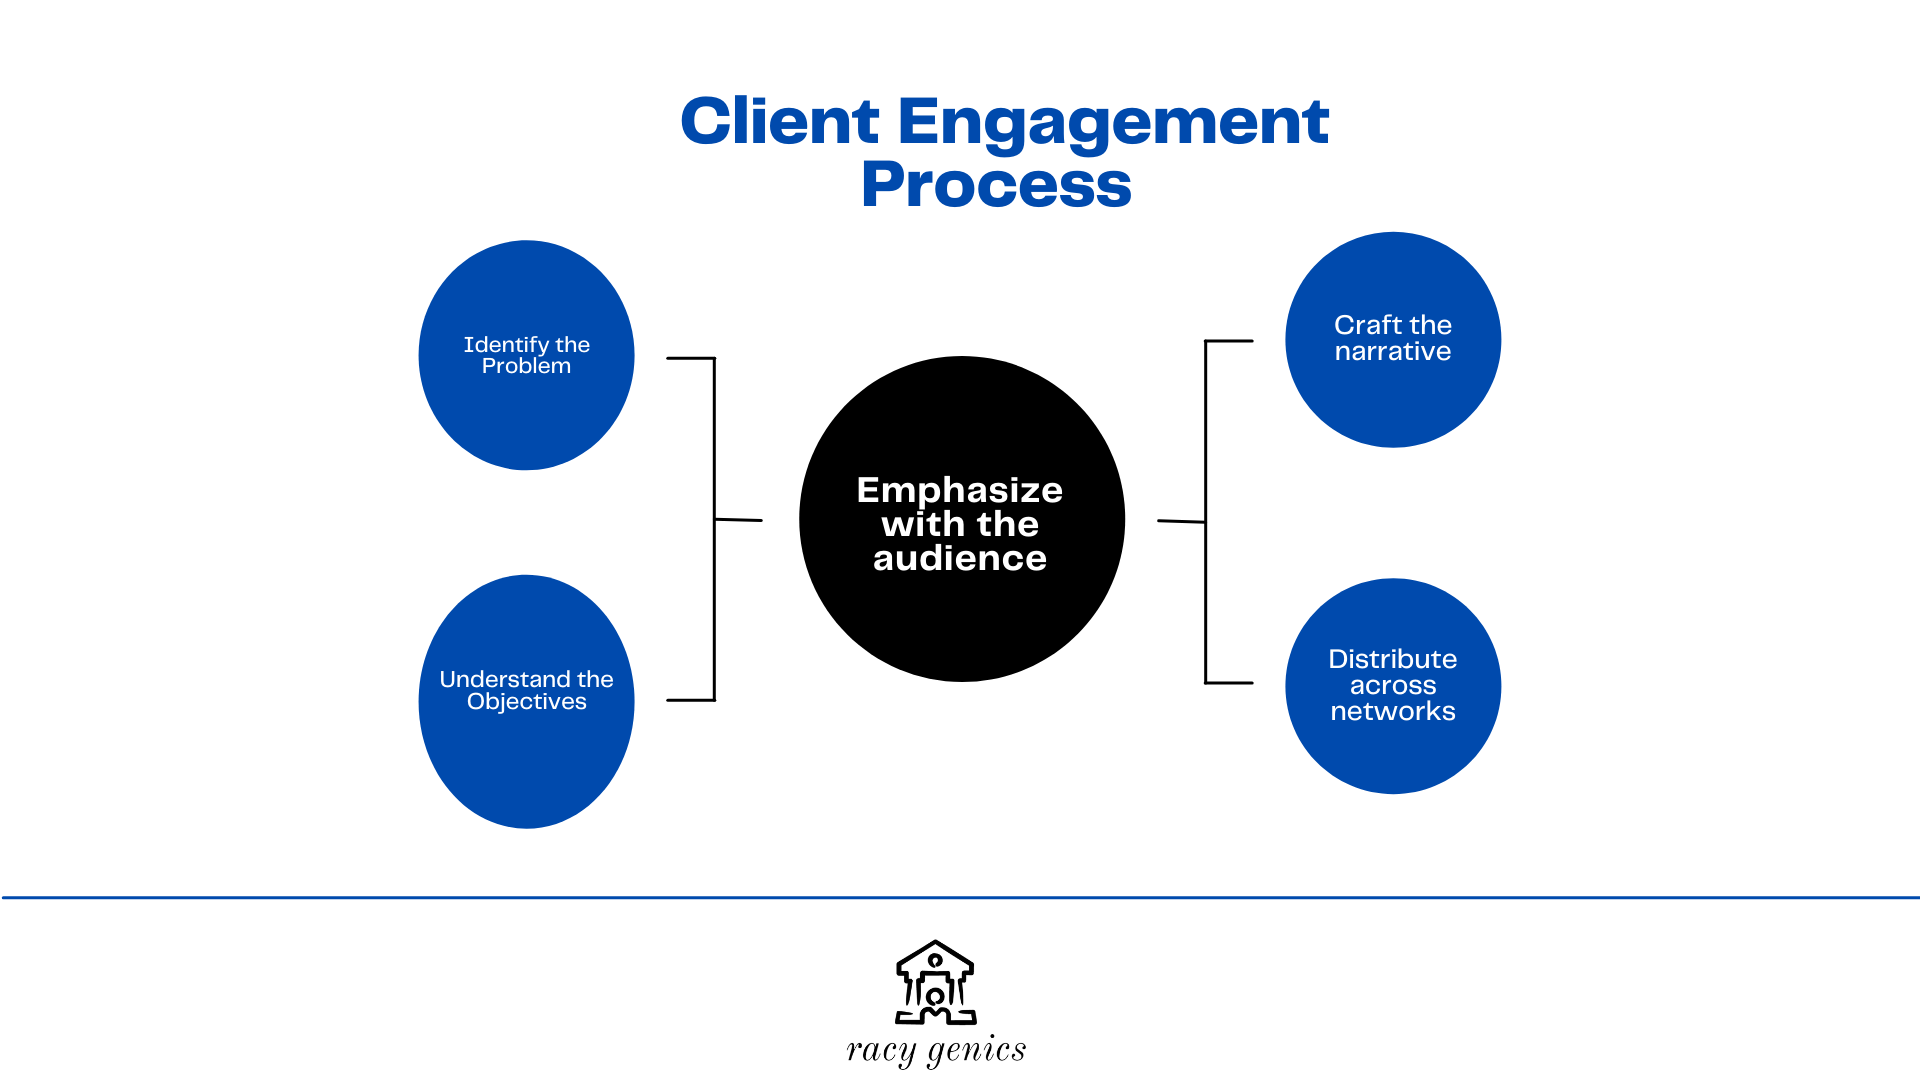 Client Engagement
Process
Identify the
Problem
Understand the
Objectives
Emphasize
with the
audience
Craft the
narrative
Distribute
across
networks
racy genics